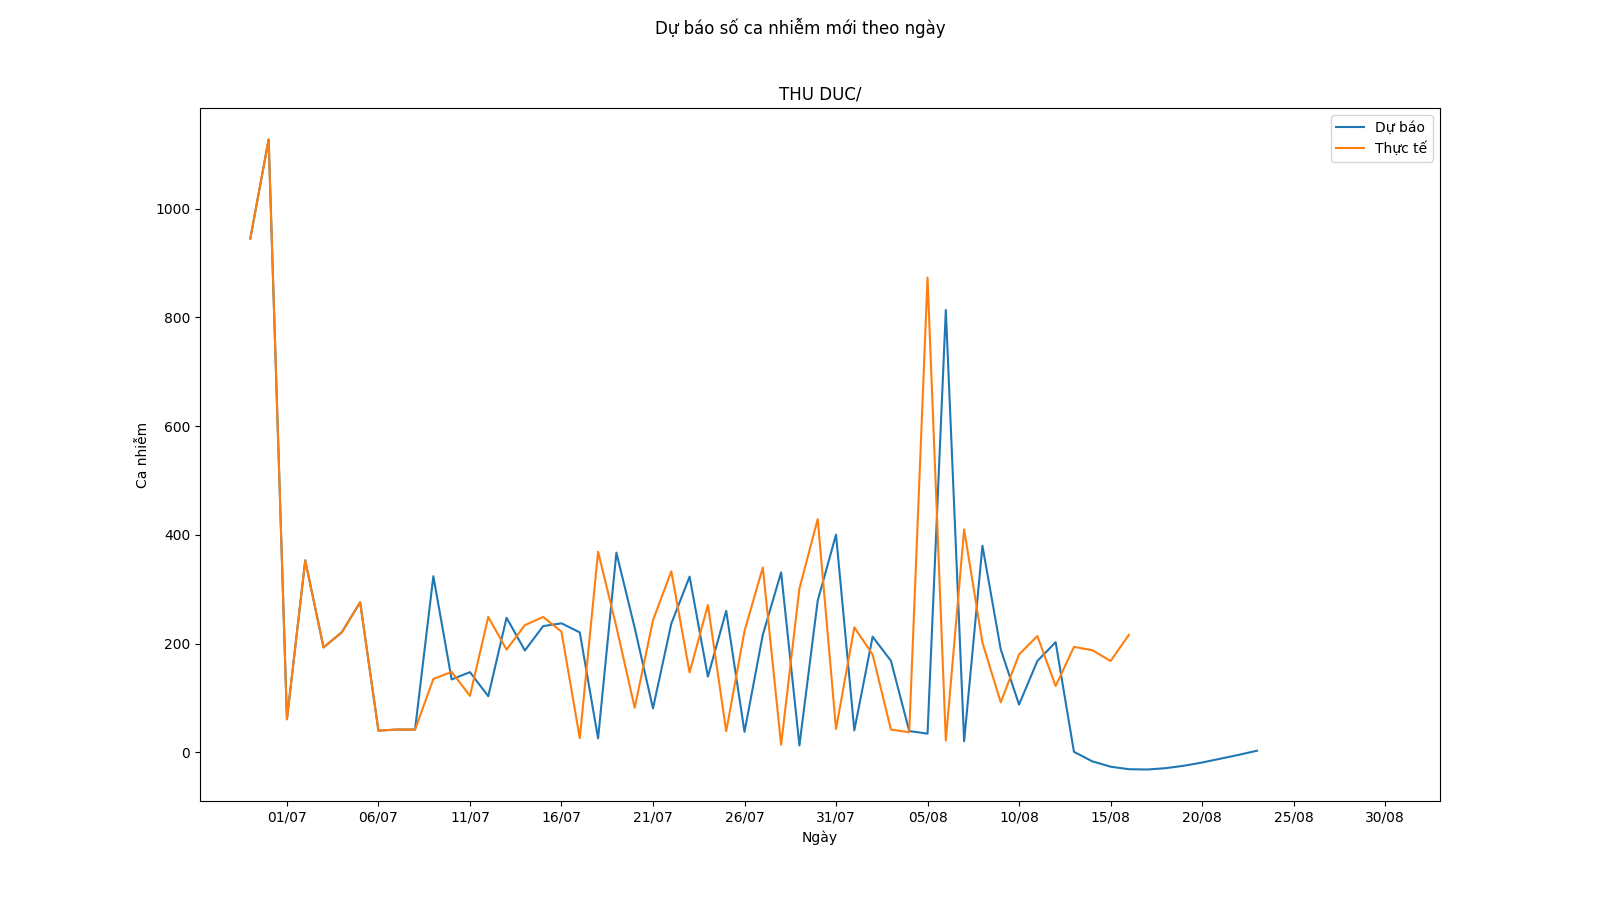 Dự báo số ca nhiễm mới theo ngày
THU DUC/
Dự báo
Thực tế
1000
800
600
400
200
0
Ca nhiễm
01/07 06/07 11/07 16/07 21/07 26/07 31/07 05/08 10/08 15/08 20/08 25/08 30/08
Ngày